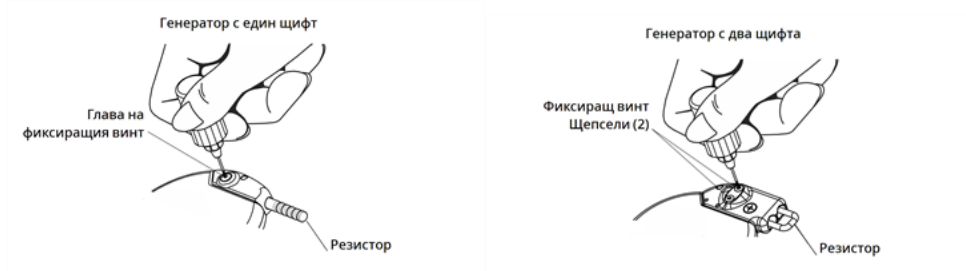 Генератор с един щифт
Глава на
фиксиращия винт
Резистор
Генератор с два щифта
Фиксиращ винт
Щепсели (2)
Резистор